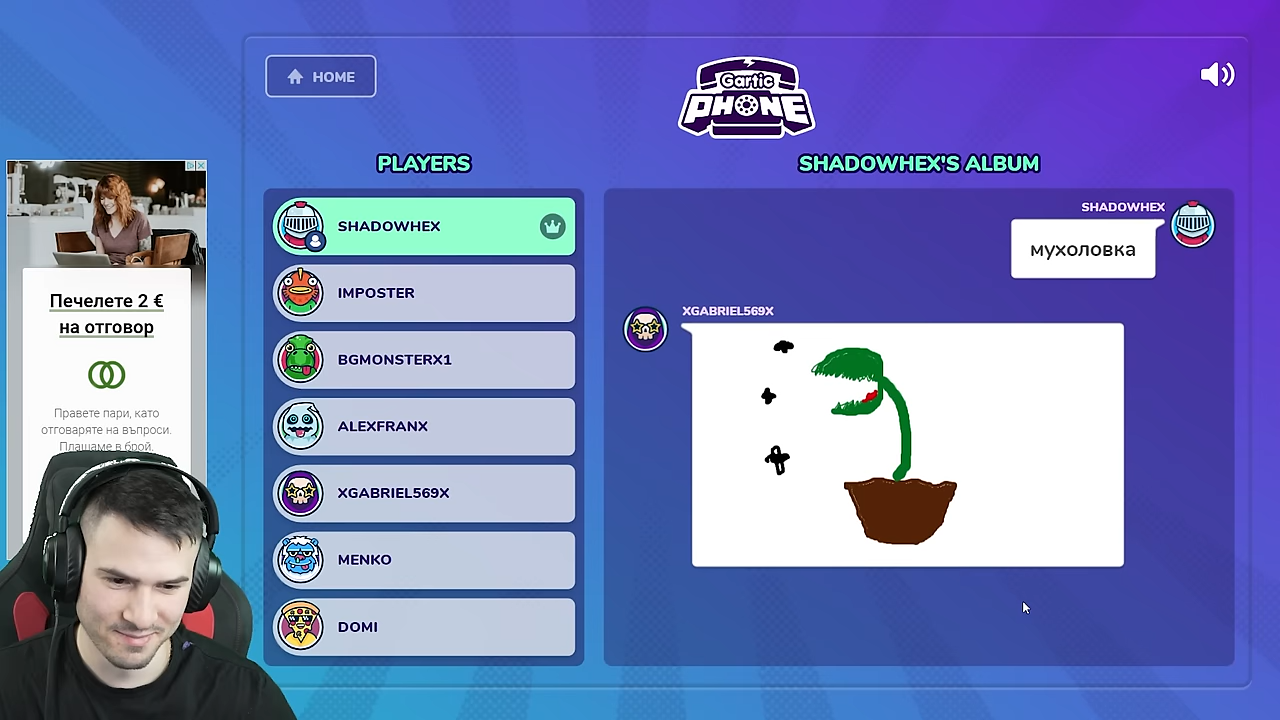 HOME
Gartic
PHONE
PLAYERS
SHADOWHEX'S ALBUM
SHADOWHEX
IMPOSTER
BGMONSTERX1
ALEXFRANX
XGABRIEL569X
MENKO
DOMI
SHADOWHEX
мухоловка
XGABRIEL569X
Печелете 2 €
на отговор
Правете пари, като
отговаряте на въпроси.
Плащаме в брой.